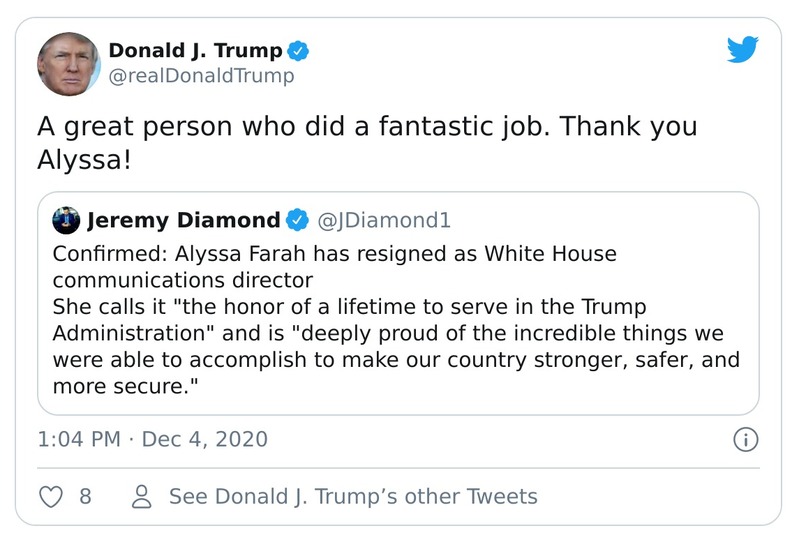 Donald J. Trump
@realDonaldTrump
A great person who did a fantastic job. Thank you
Alyssa!
Jeremy Diamond @JDiamond1
Confirmed: Alyssa Farah has resigned as White House
communications director
She calls it "the honor of a lifetime to serve in the Trump
Administration" and is "deeply proud of the incredible things we
were able to accomplish to make our country stronger, safer, and
more secure."
1:04 PM · Dec 4, 2020
8 See Donald J. Trump’s other Tweets